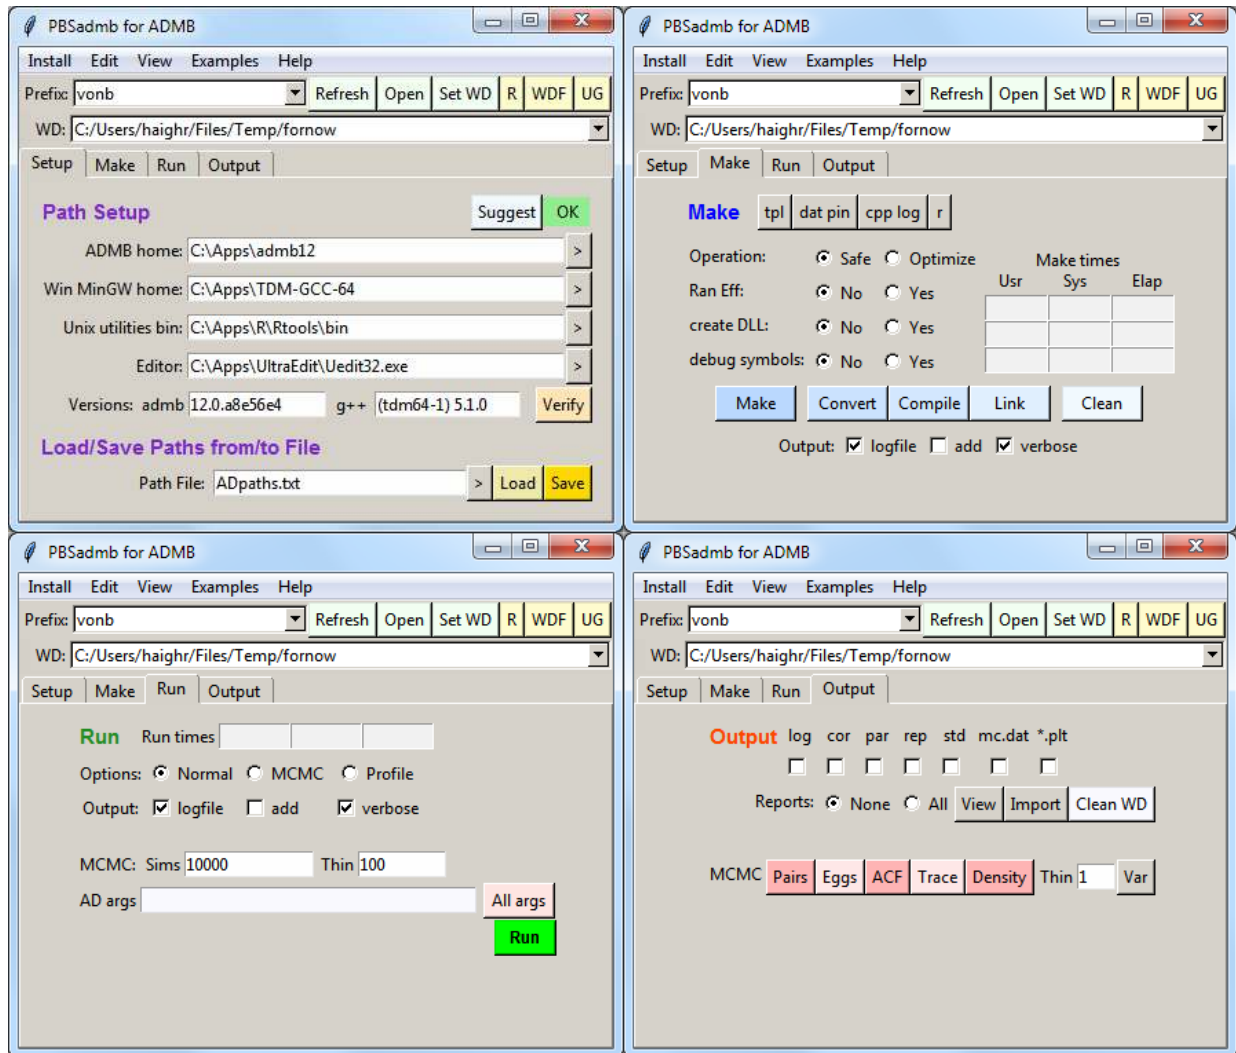 PBSadmb for ADMB
Install Edit View Examples Help
Prefix: vonb Refresh Open Set WD R WDF UG
WD: C:/Users/haighr/Files/Temp/fornow
Setup Make Run Output
Path Setup Suggest OK
ADMB home: C:\Apps\admb12 >
Win MinGW home: C:\Apps\TDM-GCC-64 >
Unix utilities bin: C:\Apps\R\Rtools\bin >
Editor: C:\Apps\UltraEdit\Uedit32.exe >
Versions: admb 12.0.a8e56e4 g++ (tdm64-1) 5.1.0 Verify
Load/Save Paths from/to File
Path File: ADpaths.txt > Load Save
PBSadmb for ADMB
Install Edit View Examples Help
Prefix: vonb Refresh Open Set WD R WDF UG
WD: C:/Users/haighr/Files/Temp/fornow
Setup Make Run Output
Make tpl dat pin cpp log r
Operation: Safe Optimize Make times
Usr Sys Elap
Ran Eff: No Yes
create DLL: No Yes
debug symbols: No Yes
Make Convert Compile Link Clean
Output: logfile add verbose
PBSadmb for ADMB
Install Edit View Examples Help
Prefix: vonb Refresh Open Set WD R WDF UG
WD: C:/Users/haighr/Files/Temp/fornow
Setup Make Run Output
Run Run times
Options: Normal MCMC Profile
Output: logfile add verbose
MCMC: Sims 10000 Thin 100
AD args All args
Run
PBSadmb for ADMB
Install Edit View Examples Help
Prefix: vonb Refresh Open Set WD R WDF UG
WD: C:/Users/haighr/Files/Temp/fornow
Setup Make Run Output
Output log cor par rep std mc.dat *.plt
Reports: None All View Import Clean WD
MCMC Pairs Eggs ACF Trace Density Thin 1 Var